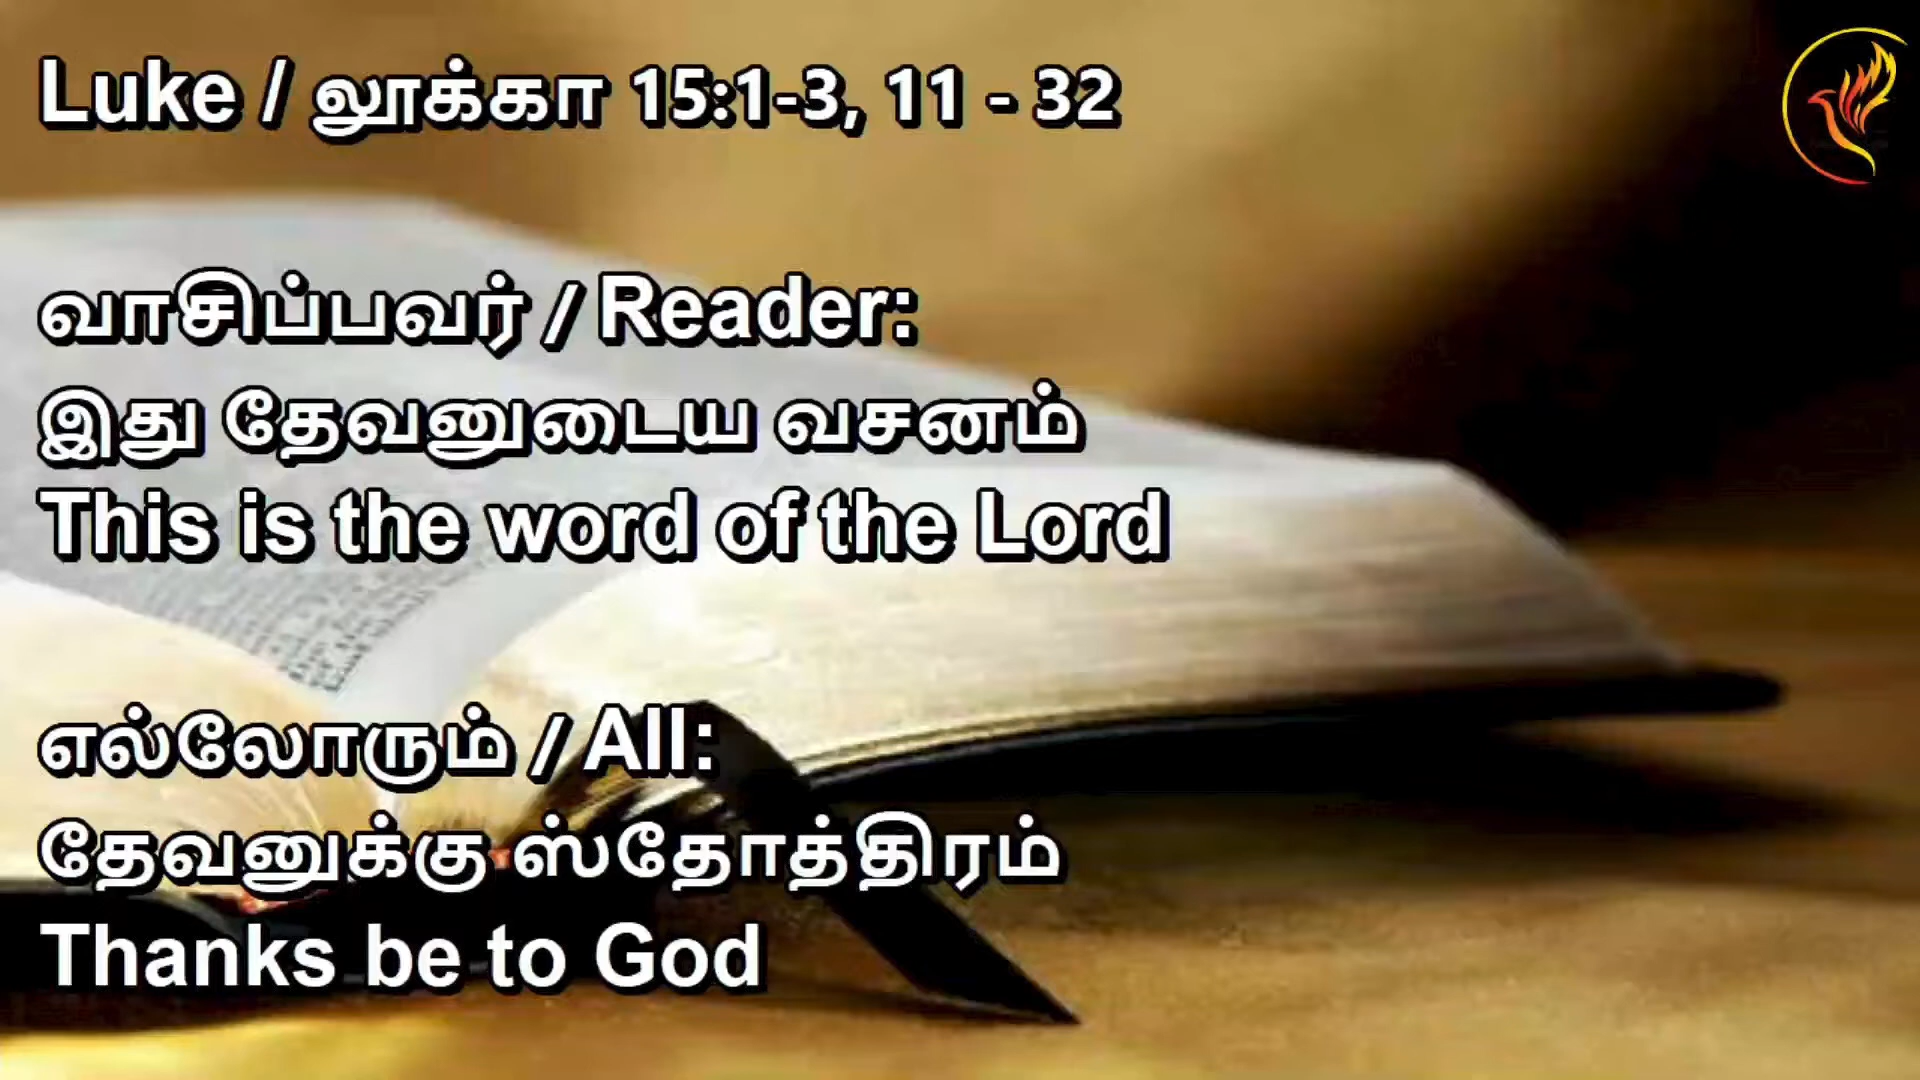 Luke / லூக்கா 15:1-3, 11 - 32
வாசிப்பவர் / Reader:
இது தேவனுடைய வசனம்
This is the word of the Lord
எல்லோரும் / All:
தேவனுக்கு ஸ்தோத்திரம்
Thanks be to God